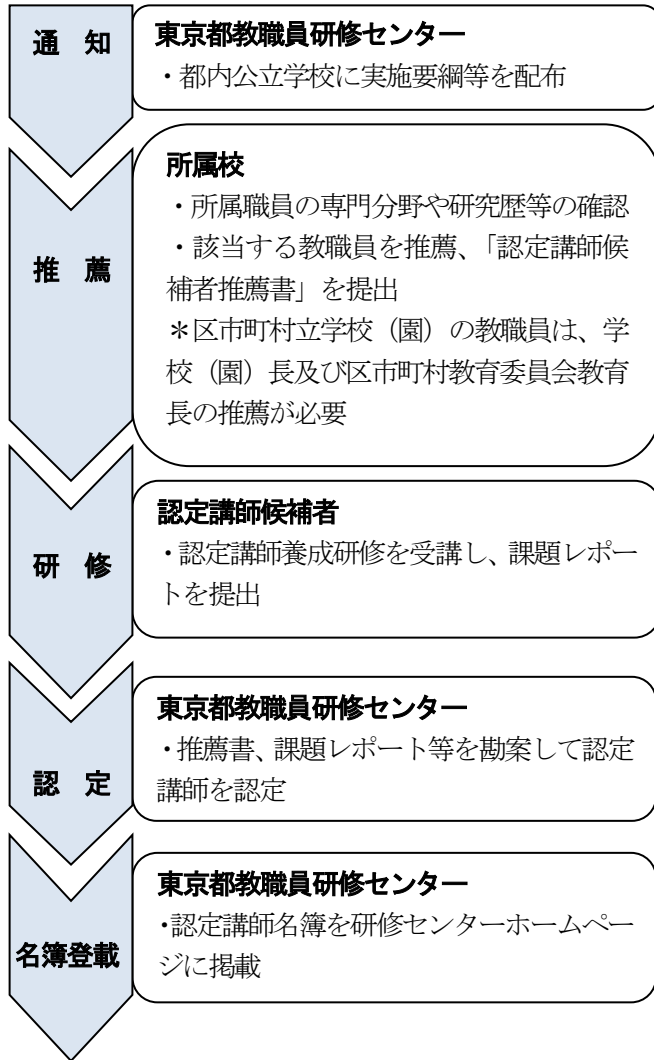 通　知
東京都教職員研修センター
・都内公立学校に実施要綱等を配布
推　薦
所属校
・所属職員の専門分野や研究歴等の確認
・該当する教職員を推薦、「認定講師候
補者推薦書」を提出
＊区市町村立学校（園）の教職員は、学
校（園）長及び区市町村教育委員会教育
長の推薦が必要
研　修
認定講師候補者
・認定講師養成研修を受講し、課題レポー
トを提出
認　定
東京都教職員研修センター
・推薦書、課題レポート等を勘案して認定
講師を認定
名簿登載
東京都教職員研修センター
・認定講師名簿を研修センターホームペー
ジに掲載